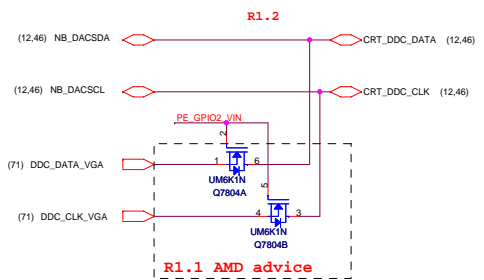 R1.2
(12,46) NB_DACSDA
CRT_DDC_DATA (12,46)
(12,46) NB_DACSCL
CRT_DDC_CLK (12,46)
PE_GPIO2_VIN
2
(71) DDC_DATA_VGA
1
6
UM6K1N
Q7804A
5
(71) DDC_CLK_VGA
4
3
UM6K1N
Q7804B
R1.1 AMD advice